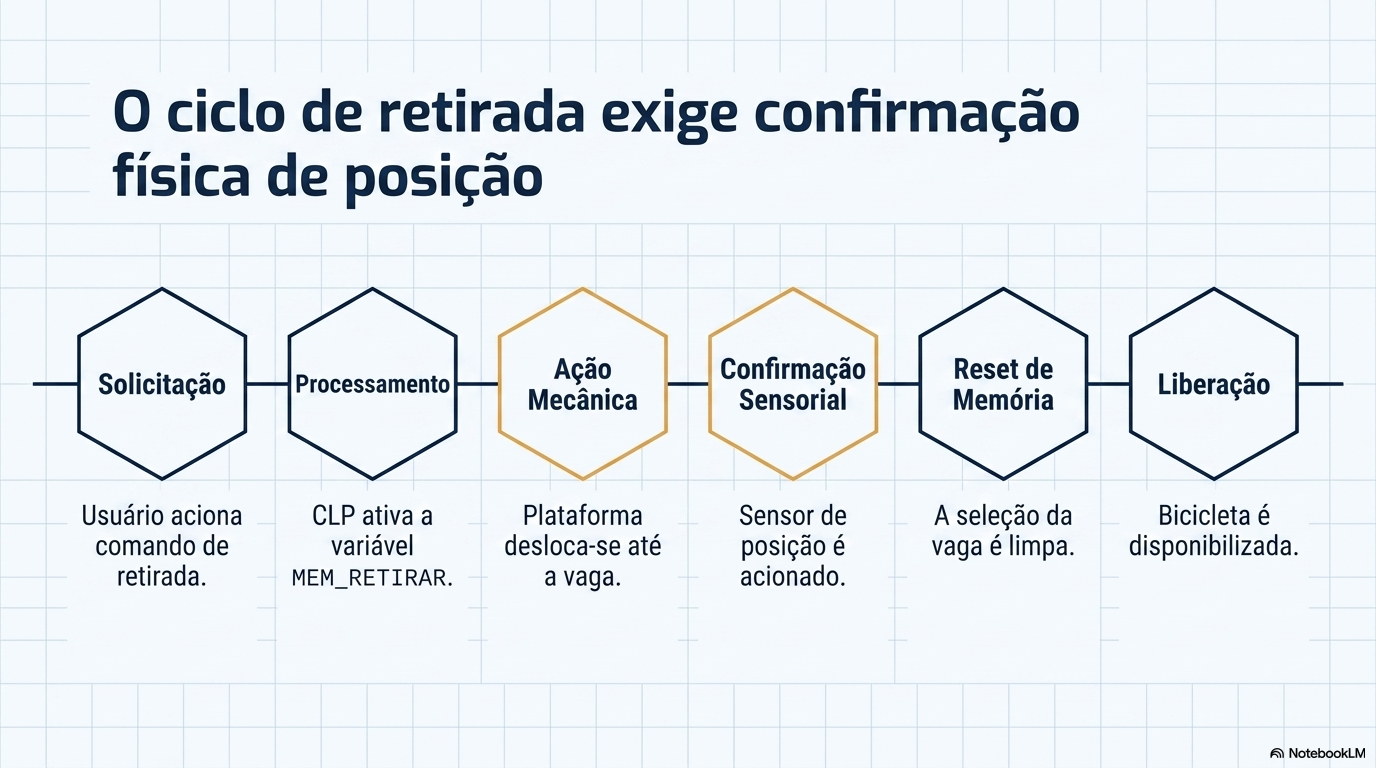 O ciclo de retirada exige confirmação
física de posição
Solicitação
Processamento
Ação
Mecânica
Confirmação
Sensorial
Reset de
Memória
Liberação
Usuário aciona
comando de
retirada.
CLP ativa a
variável
MEM_RETIRAR.
Plataforma
desloca-se até
a vaga.
Sensor de
posição é
acionado.
A seleção da
vaga é limpa.
Bicicleta é
disponibilizada.
NotebookLM